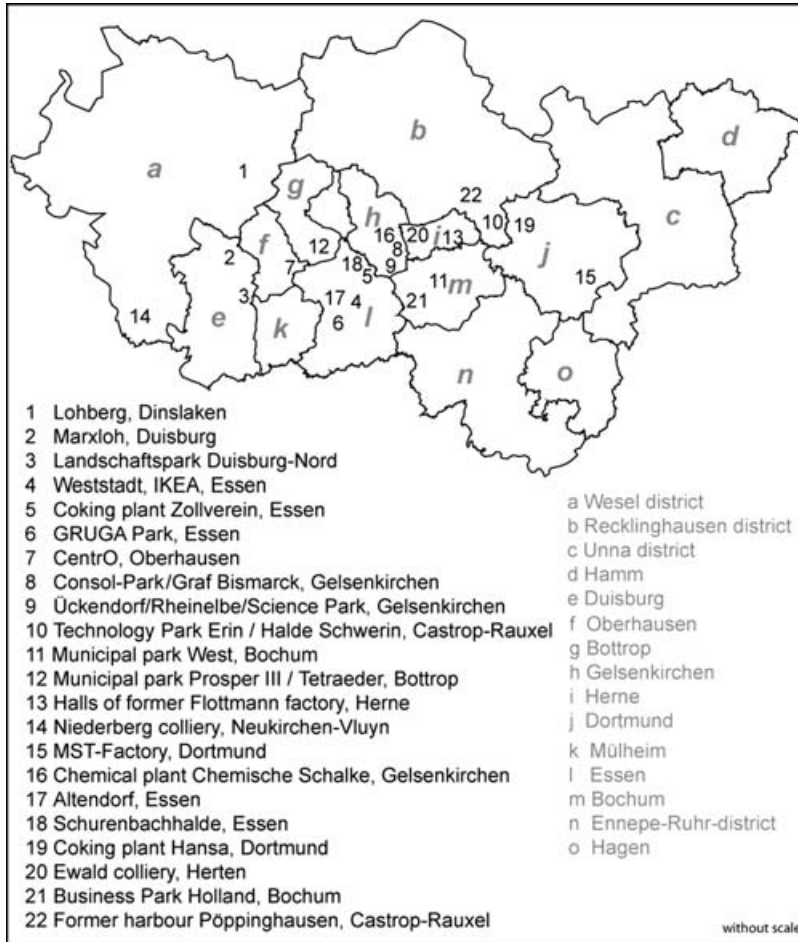 b
d
a
1
g
22
c
h
20
i
10
19
16
13
f
12
8
j
2
18
9
7
5
11
m
15
3
17
4
21
14
e
k
6
l
n
o
1 Lohberg, Dinslaken
2 Marxloh, Duisburg
3 Landschaftspark Duisburg-Nord
4 Weststadt, IKEA, Essen
5 Coking plant Zollverein, Essen
6 GRUGA Park, Essen
7 CentrO, Oberhausen
8 Consol-Park/Graf Bismarck, Gelsenkirchen
9 Ückendorf/Rheinelbe/Science Park, Gelsenkirchen
10 Technology Park Erin / Halde Schwerin, Castrop-Rauxel
11 Municipal park West, Bochum
12 Municipal park Prosper III / Tetraeder, Bottrop
13 Halls of former Flottmann factory, Herne
14 Niederberg colliery, Neukirchen-Vluyn
15 MST-Factory, Dortmund
16 Chemical plant Chemische Schalke, Gelsenkirchen
17 Altendorf, Essen
18 Schurenbachhalde, Essen
19 Coking plant Hansa, Dortmund
20 Ewald colliery, Herten
21 Business Park Holland, Bochum
22 Former harbour Pöppinghausen, Castrop-Rauxel
a Wesel district
b Recklinghausen district
c Unna district
d Hamm
e Duisburg
f Oberhausen
g Bottrop
h Gelsenkirchen
i Herne
j Dortmund
k Mülheim
l Essen
m Bochum
n Ennepe-Ruhr-district
o Hagen
without scale